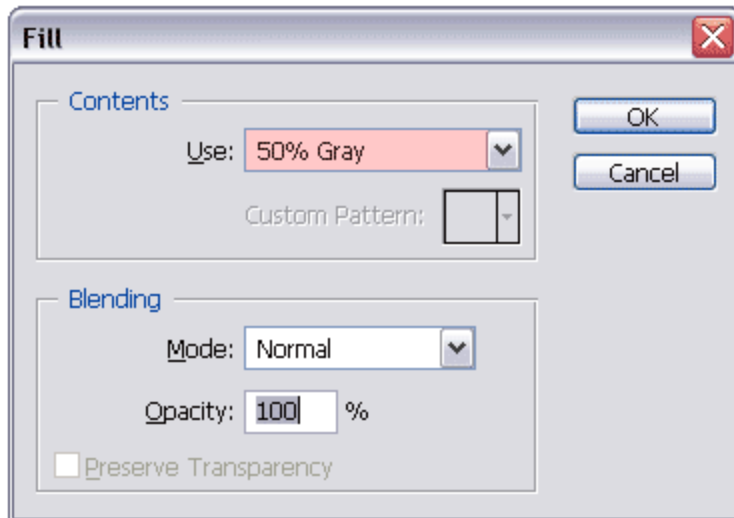 Fill
Contents
Use: 50% Gray
Custom Pattern:
OK
Cancel
Blending
Mode: Normal
Opacity: 100 %
Preserve Transparency